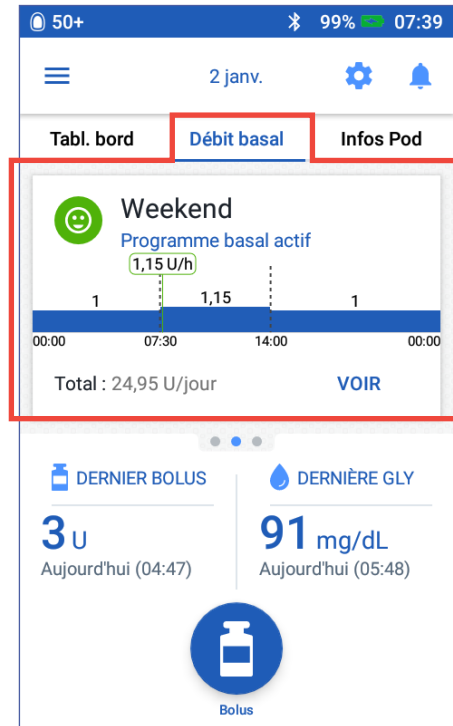 50+ 99% 07:39
2 janv.
Tabl. bord Débit basal Infos Pod
Weekend
Programme basal actif
1,15 U/h
1 1,15 1
00:00 07:30 14:00 00:00
Total : 24,95 U/jour VOIR
DERNIER BOLUS DERNIÈRE GLY
3 U 91 mg/dL
Aujourd'hui (04:47) Aujourd'hui (05:48)
Bolus